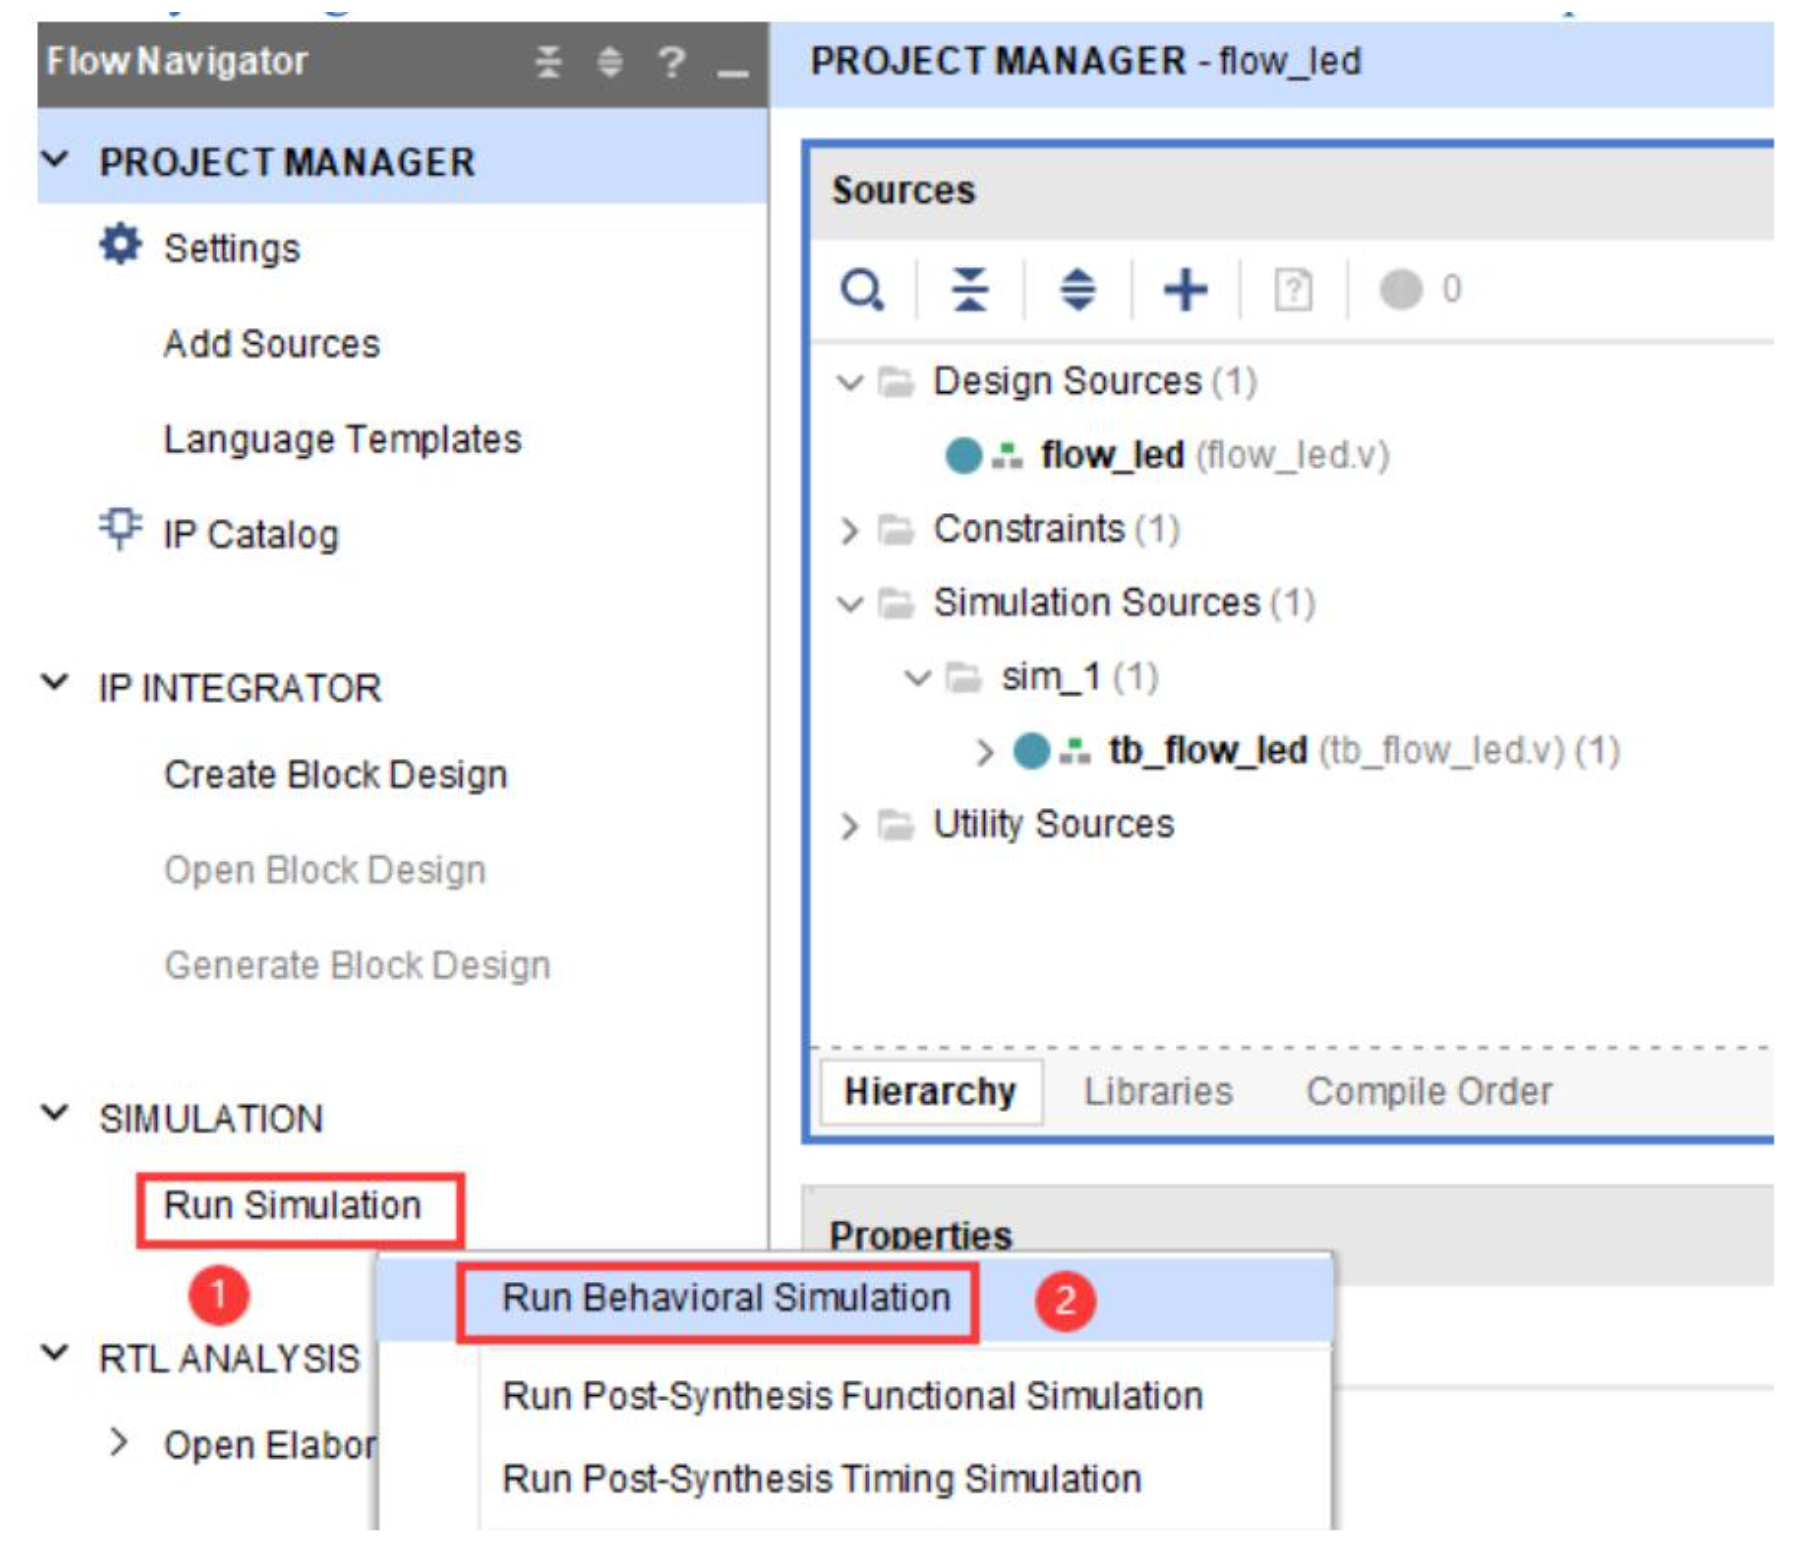 Flow Navigator
?
PROJECT MANAGER - flow_led
PROJECT MANAGER
Settings
Add Sources
Language Templates
IP Catalog
IP INTEGRATOR
Create Block Design
Open Block Design
Generate Block Design
SIMULATION
Run Simulation
1
RTL ANALYSIS
Open Elabor
Sources
? 0
Design Sources (1)
flow_led (flow_led.v)
Constraints (1)
Simulation Sources (1)
sim_1 (1)
tb_flow_led (tb_flow_led.v) (1)
Utility Sources
Hierarchy Libraries Compile Order
Properties
Run Behavioral Simulation 2
Run Post-Synthesis Functional Simulation
Run Post-Synthesis Timing Simulation